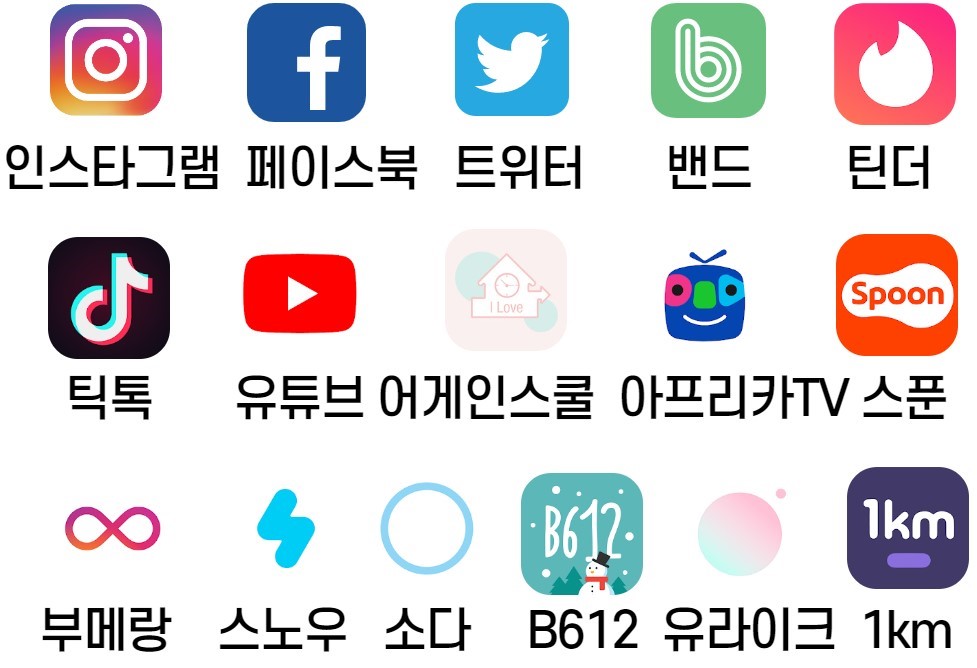 인스타그램 페이스북 트위터 밴드 틴더
I Love
Spoon
틱톡 유튜브 어게인스쿨 아프리카TV 스푼
B612
1km
부메랑 스노우 소다 B612 유라이크 1km